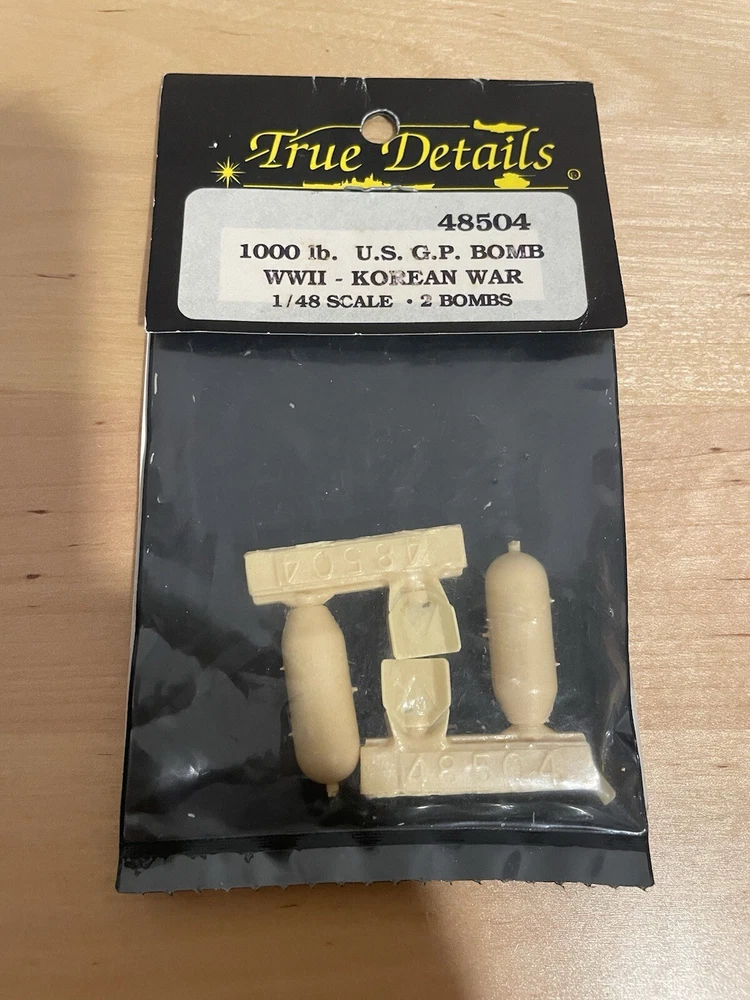 True Details
©
48504
1000 lb. U.S. G.P. BOMB
WWII - KOREAN WAR
1/48 SCALE • 2 BOMBS
48504
48504